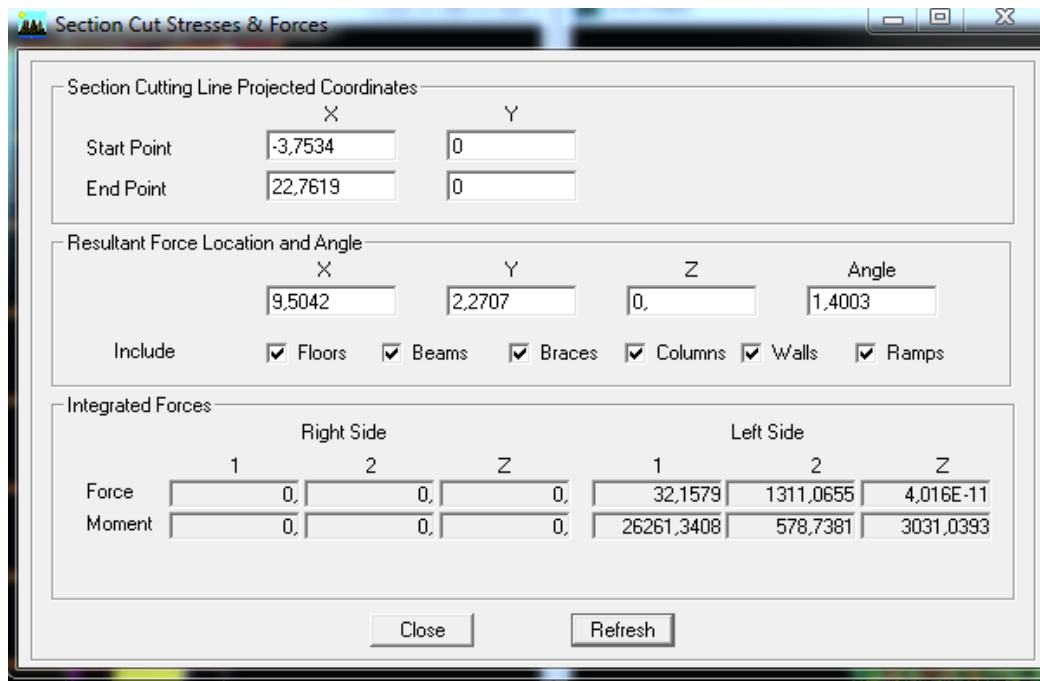 Section Cut Stresses & Forces
Section Cutting Line Projected Coordinates
X Y
Start Point -3,7534 0
End Point 22,7619 0
Resultant Force Location and Angle
X Y Z Angle
9,5042 2,2707 0, 1,4003
Include Floors Beams Braces Columns Walls Ramps
Integrated Forces
Right Side Left Side
1 2 Z 1 2 Z
Force 0, 0, 0, 32,1579 1311,0655 4,016E-11
Moment 0, 0, 0, 26261,3408 578,7381 3031,0393
Close Refresh